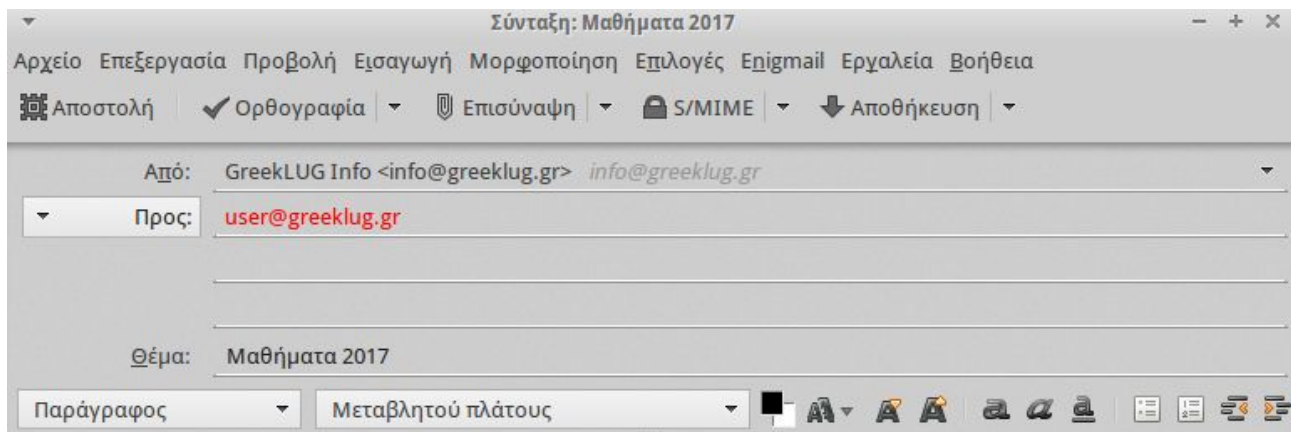 Σύνταξη: Μαθήματα 2017
Αρχείο Επεξεργασία Προβολή Εισαγωγή Μορφοποίηση Επιλογές Enigmail Εργαλεία Βοήθεια
Αποστολή Ορθογραφία Επισύναψη S/MIME Αποθήκευση
Από: GreekLUG Info <info@greeklug.gr> info@greeklug.gr
Προς: user@greeklug.gr
Θέμα: Μαθήματα 2017
Παράγραφος Μεταβλητού πλάτους